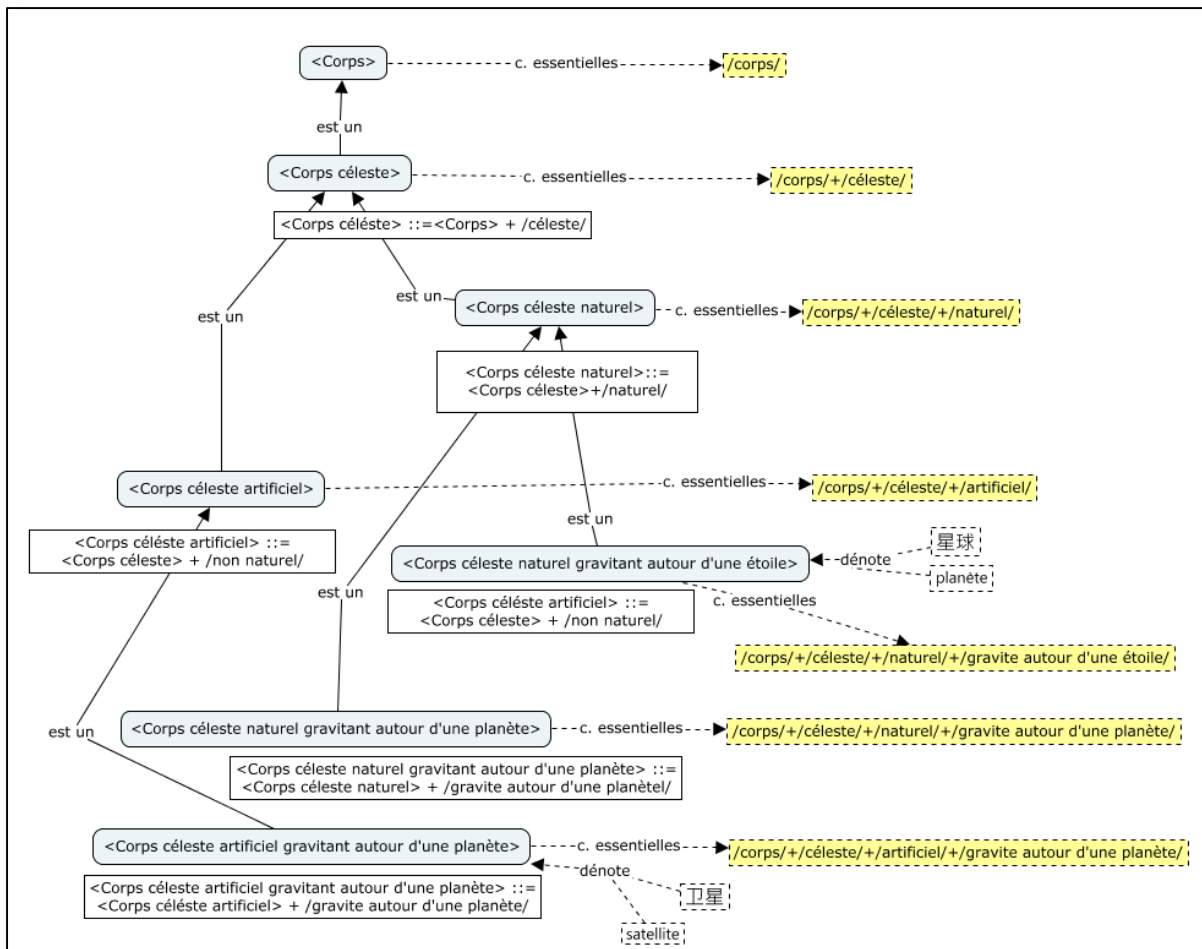 <Corps>
c. essentielles
/corps/
est un
<Corps céleste>
c. essentielles
/corps/+/céleste/
<Corps céléste> ::=<Corps> + /céleste/
est un
<Corps céleste naturel>
c. essentielles
/corps/+/céleste/+/naturel/
est un
<Corps céleste naturel>::=
<Corps céleste>+/naturel/
<Corps céleste artificiel>
c. essentielles
/corps/+/céleste/+/artificiel/
est un
<Corps céléste artificiel> ::=
<Corps céleste> + /non naturel/
<Corps céleste naturel gravitant autour d'une étoile>
dénote
星球
planète
est un
<Corps céléste artificiel> ::=
<Corps céleste> + /non naturel/
c. essentielles
/corps/+/céleste/+/naturel/+/gravite autour d'une étoile/
<Corps céleste naturel gravitant autour d'une planète>
c. essentielles
/corps/+/céleste/+/naturel/+/gravite autour d'une planète/
est un
<Corps céleste naturel gravitant autour d'une planète> ::=
<Corps céleste naturel> + /gravite autour d'une planètel/
<Corps céleste artificiel gravitant autour d'une planète>
c. essentielles
/corps/+/céleste/+/artificiel/+/gravite autour d'une planète/
dénote
<Corps céleste artificiel gravitant autour d'une planète> ::=
<Corps céléste artificiel> + /gravite autour d'une planète/
卫星
satellite